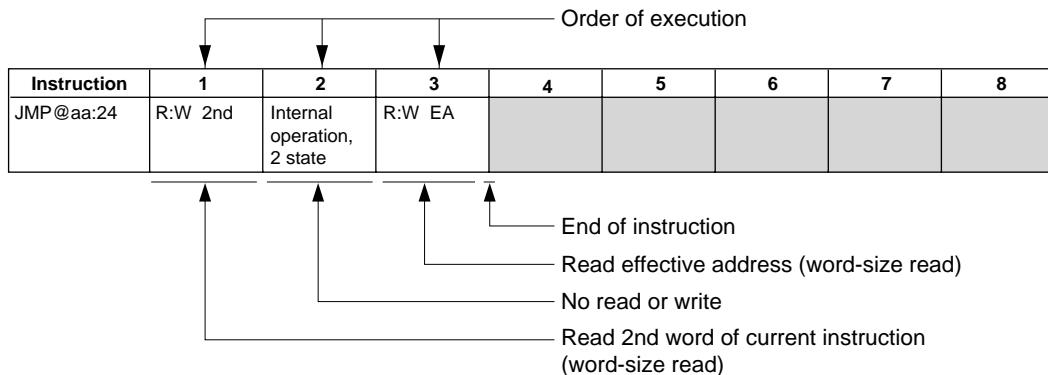 Order of execution
Instruction 1 2 3 4 5 6 7 8
JMP@aa:24 R:W 2nd Internal operation, 2 state R:W EA
End of instruction
Read effective address (word-size read)
No read or write
Read 2nd word of current instruction
(word-size read)